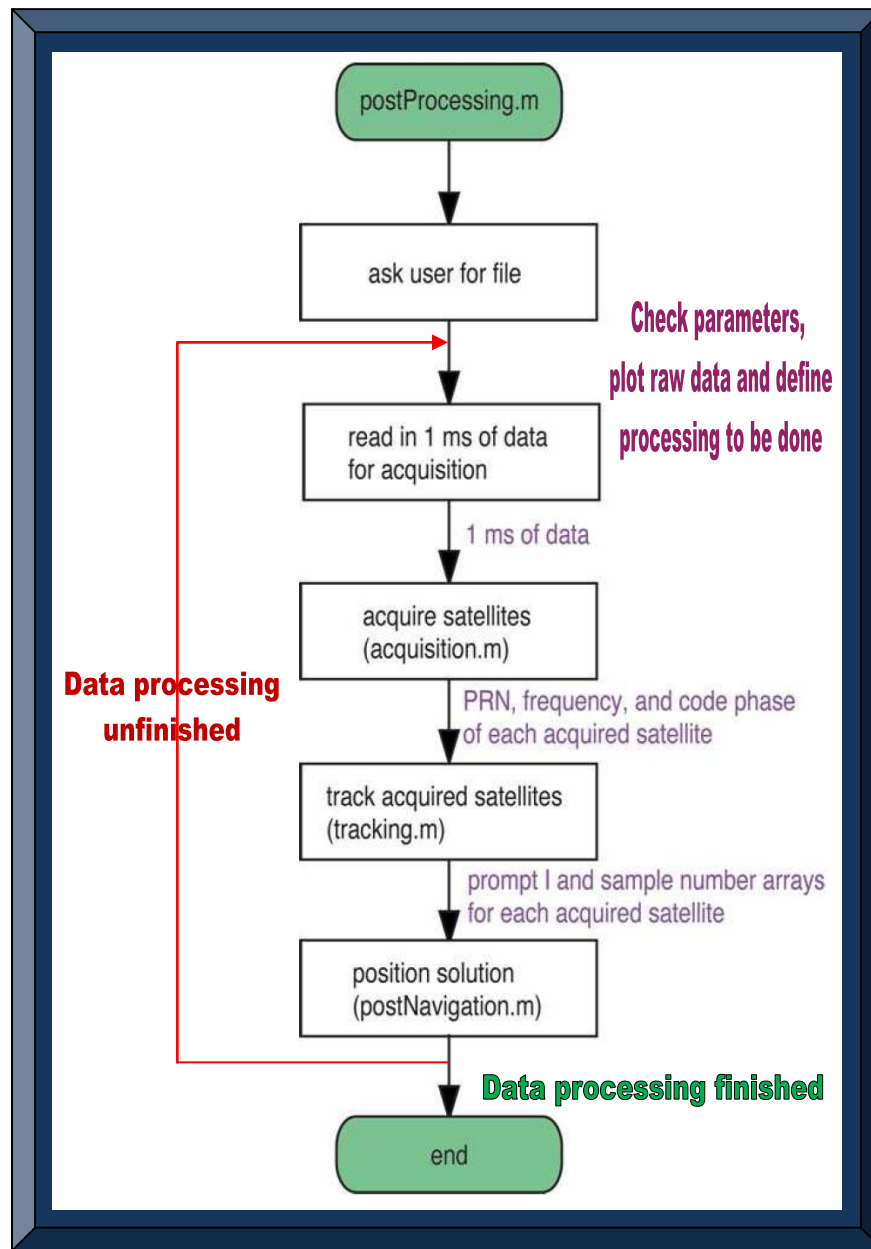 postProcessing.m
ask user for file
Check parameters,
plot raw data and define
processing to be done
read in 1 ms of data
for acquisition
1 ms of data
acquire satellites
(acquisition.m)
Data processing
unfinished
PRN, frequency, and code phase
of each acquired satellite
track acquired satellites
(tracking.m)
prompt I and sample number arrays
for each acquired satellite
position solution
(postNavigation.m)
Data processing finished
end